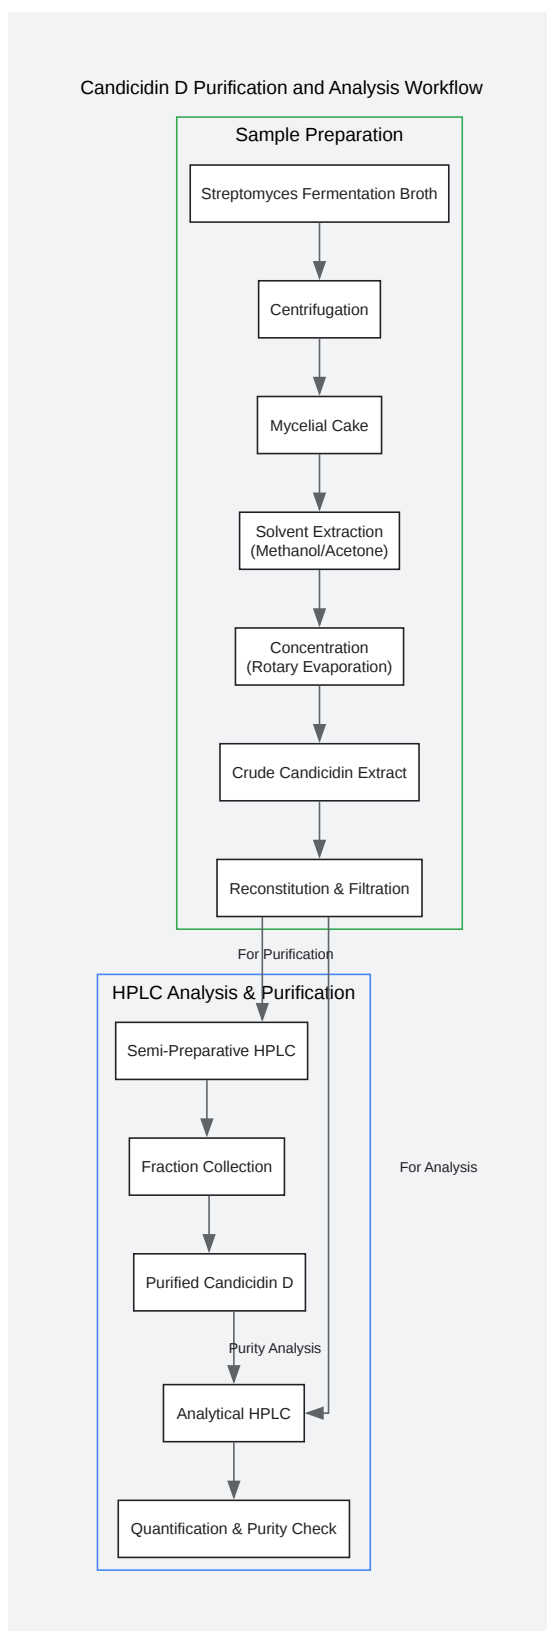 Candicidin D Purification and Analysis Workflow
Sample Preparation
Streptomyces Fermentation Broth
Centrifugation
Mycelial Cake
Solvent Extraction
(Methanol/Acetone)
Concentration
(Rotary Evaporation)
Crude Candicidin Extract
Reconstitution & Filtration
For Purification
HPLC Analysis & Purification
Semi-Preparative HPLC
Fraction Collection
For Analysis
Purified Candicidin D
Purity Analysis
Analytical HPLC
Quantification & Purity Check